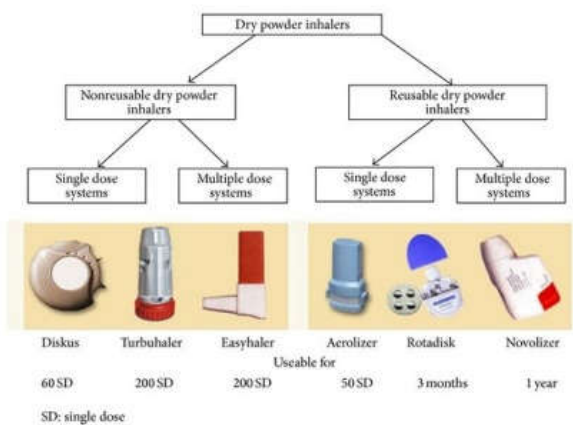 Dry powder inhalers
Nonreusable dry powder
inhalers
Reusable dry powder
inhalers
Single dose
systems
Multiple dose
systems
Single dose
systems
Multiple dose
systems
Diskus Turbuhaler Easyhaler Aerolizer Rotadisk Novolizer
Useable for
60 SD 200 SD 200 SD 50 SD 3 months 1 year
SD: single dose